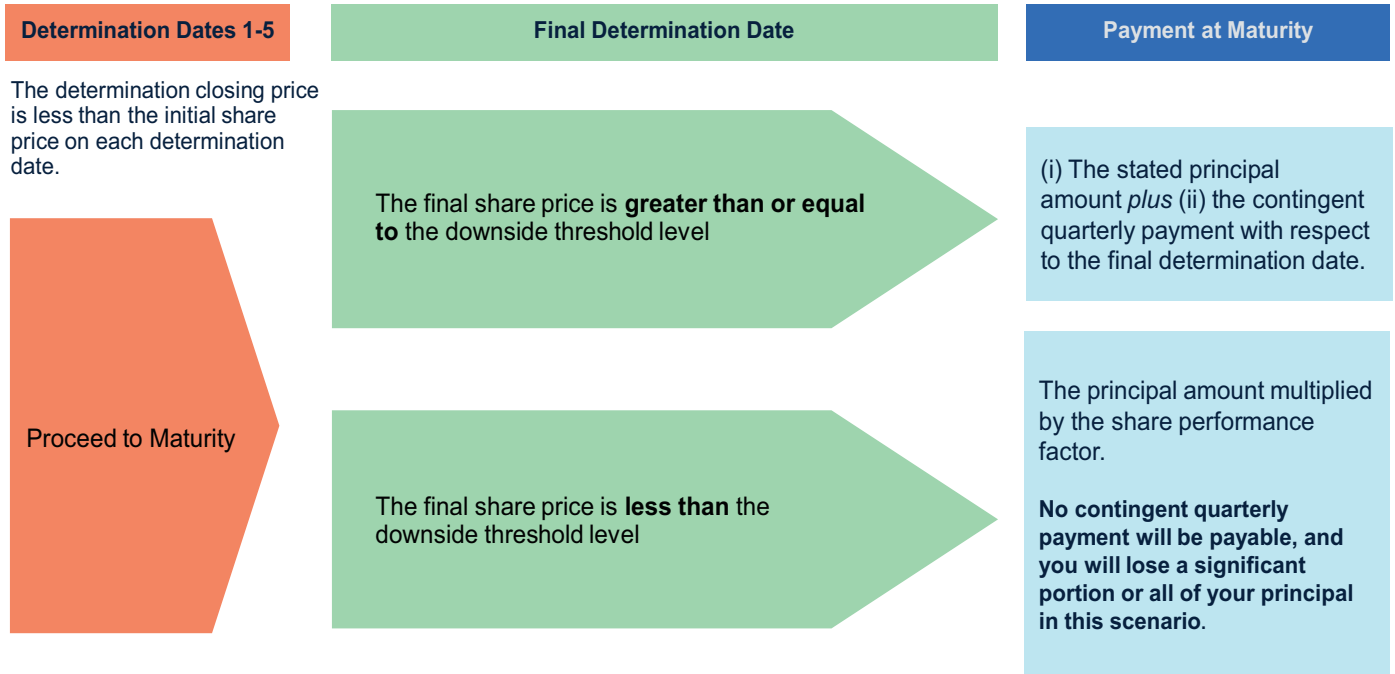 Determination Dates 1-5
Final Determination Date
Payment at Maturity
The determination closing price
is less than the initial share
price on each determination
date.
Proceed to Maturity
The final share price is greater than or equal
to the downside threshold level
(i) The stated principal
amount plus (ii) the contingent
quarterly payment with respect
to the final determination date.
The final share price is less than the
downside threshold level
The principal amount multiplied
by the share performance
factor.
No contingent quarterly
payment will be payable, and
you will lose a significant
portion or all of your principal
in this scenario.